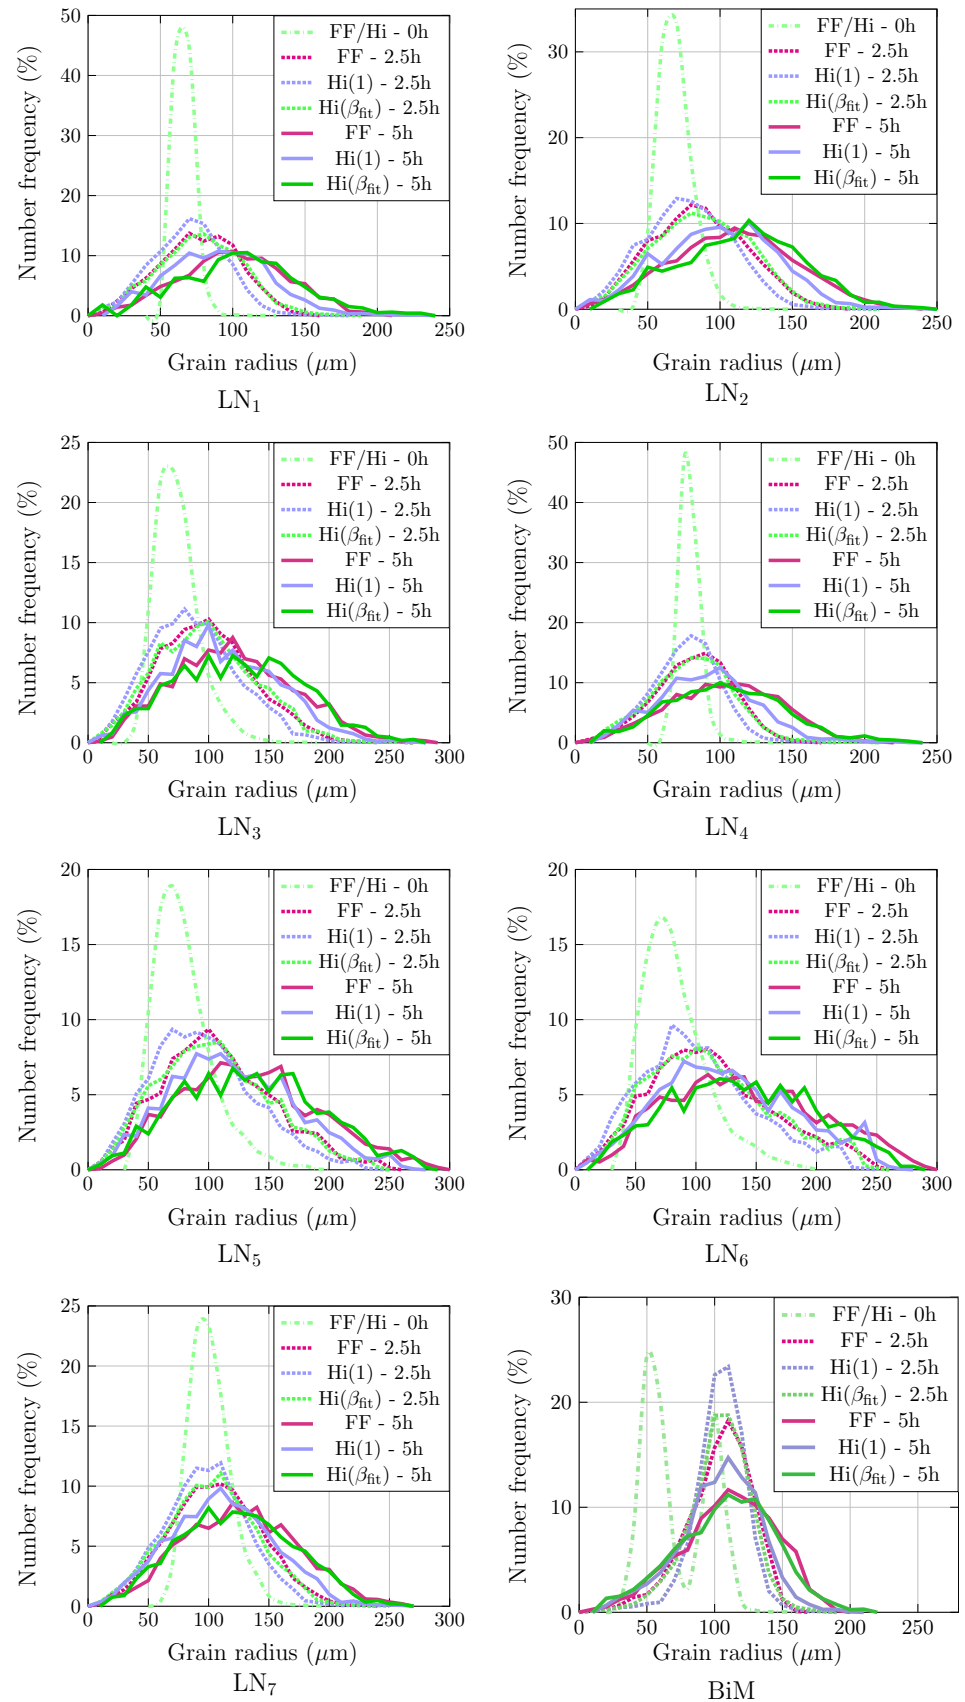 50
40
30
20
10
0
0
50
100
150
200
250
Number frequency (%)
Grain radius (μm)
FF/Hi - 0h
FF - 2.5h
Hi(1) - 2.5h
Hi(βfit) - 2.5h
FF - 5h
Hi(1) - 5h
Hi(βfit) - 5h
LN1
30
20
10
0
0
50
100
150
200
250
Number frequency (%)
Grain radius (μm)
FF/Hi - 0h
FF - 2.5h
Hi(1) - 2.5h
Hi(βfit) - 2.5h
FF - 5h
Hi(1) - 5h
Hi(βfit) - 5h
LN2
25
20
15
10
5
0
0
50
100
150
200
250
300
Number frequency (%)
Grain radius (μm)
FF/Hi - 0h
FF - 2.5h
Hi(1) - 2.5h
Hi(βfit) - 2.5h
FF - 5h
Hi(1) - 5h
Hi(βfit) - 5h
LN3
50
40
30
20
10
0
0
50
100
150
200
250
Number frequency (%)
Grain radius (μm)
FF/Hi - 0h
FF - 2.5h
Hi(1) - 2.5h
Hi(βfit) - 2.5h
FF - 5h
Hi(1) - 5h
Hi(βfit) - 5h
LN4
20
15
10
5
0
0
50
100
150
200
250
300
Number frequency (%)
Grain radius (μm)
FF/Hi - 0h
FF - 2.5h
Hi(1) - 2.5h
Hi(βfit) - 2.5h
FF - 5h
Hi(1) - 5h
Hi(βfit) - 5h
LN5
20
15
10
5
0
0
50
100
150
200
250
300
Number frequency (%)
Grain radius (μm)
FF/Hi - 0h
FF - 2.5h
Hi(1) - 2.5h
Hi(βfit) - 2.5h
FF - 5h
Hi(1) - 5h
Hi(βfit) - 5h
LN6
25
20
15
10
5
0
0
50
100
150
200
250
300
Number frequency (%)
Grain radius (μm)
FF/Hi - 0h
FF - 2.5h
Hi(1) - 2.5h
Hi(βfit) - 2.5h
FF - 5h
Hi(1) - 5h
Hi(βfit) - 5h
LN7
30
20
10
0
0
50
100
150
200
250
Number frequency (%)
Grain radius (μm)
FF/Hi - 0h
FF - 2.5h
Hi(1) - 2.5h
Hi(βfit) - 2.5h
FF - 5h
Hi(1) - 5h
Hi(βfit) - 5h
BiM